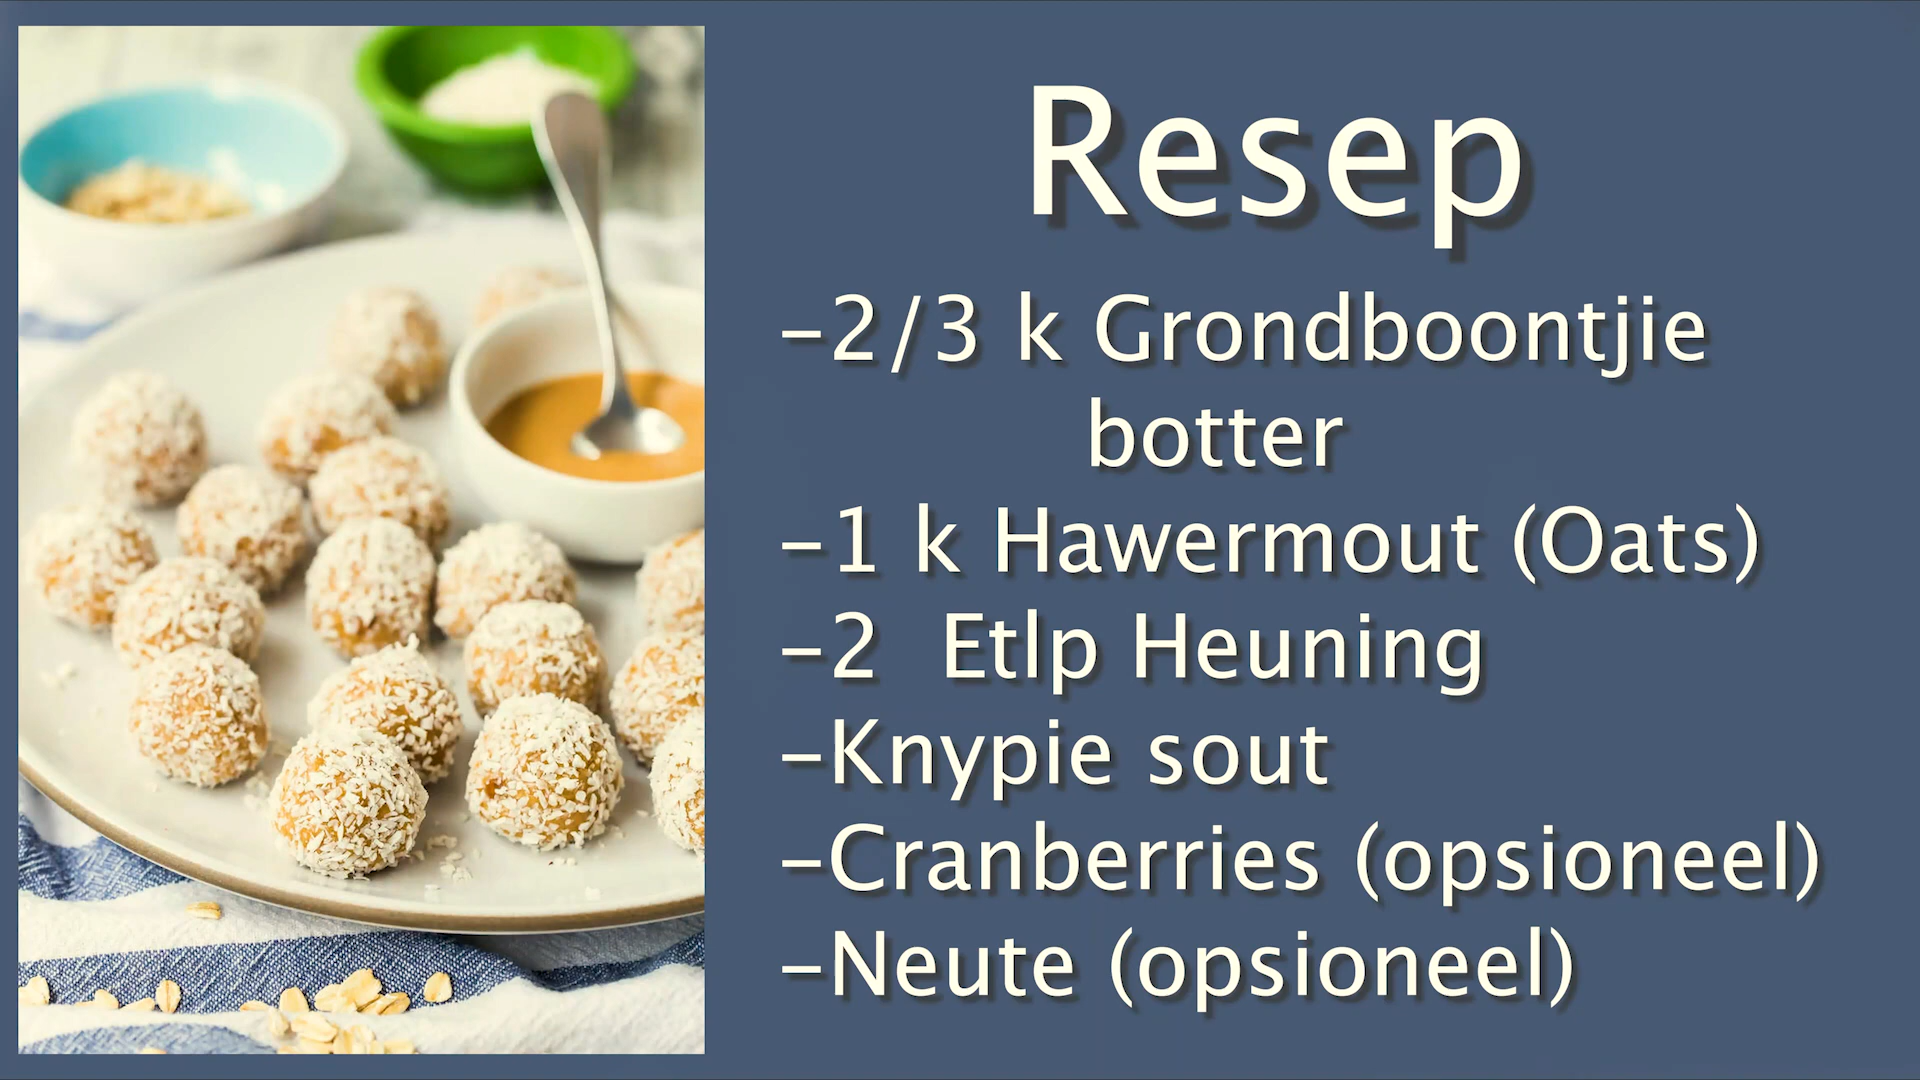 Resep
-2/3 k Grondboontjie
botter
-1 k Hawermout (Oats)
-2 Etlp Heuning
-Knypie sout
-Cranberries (opsioneel)
-Neute (opsioneel)